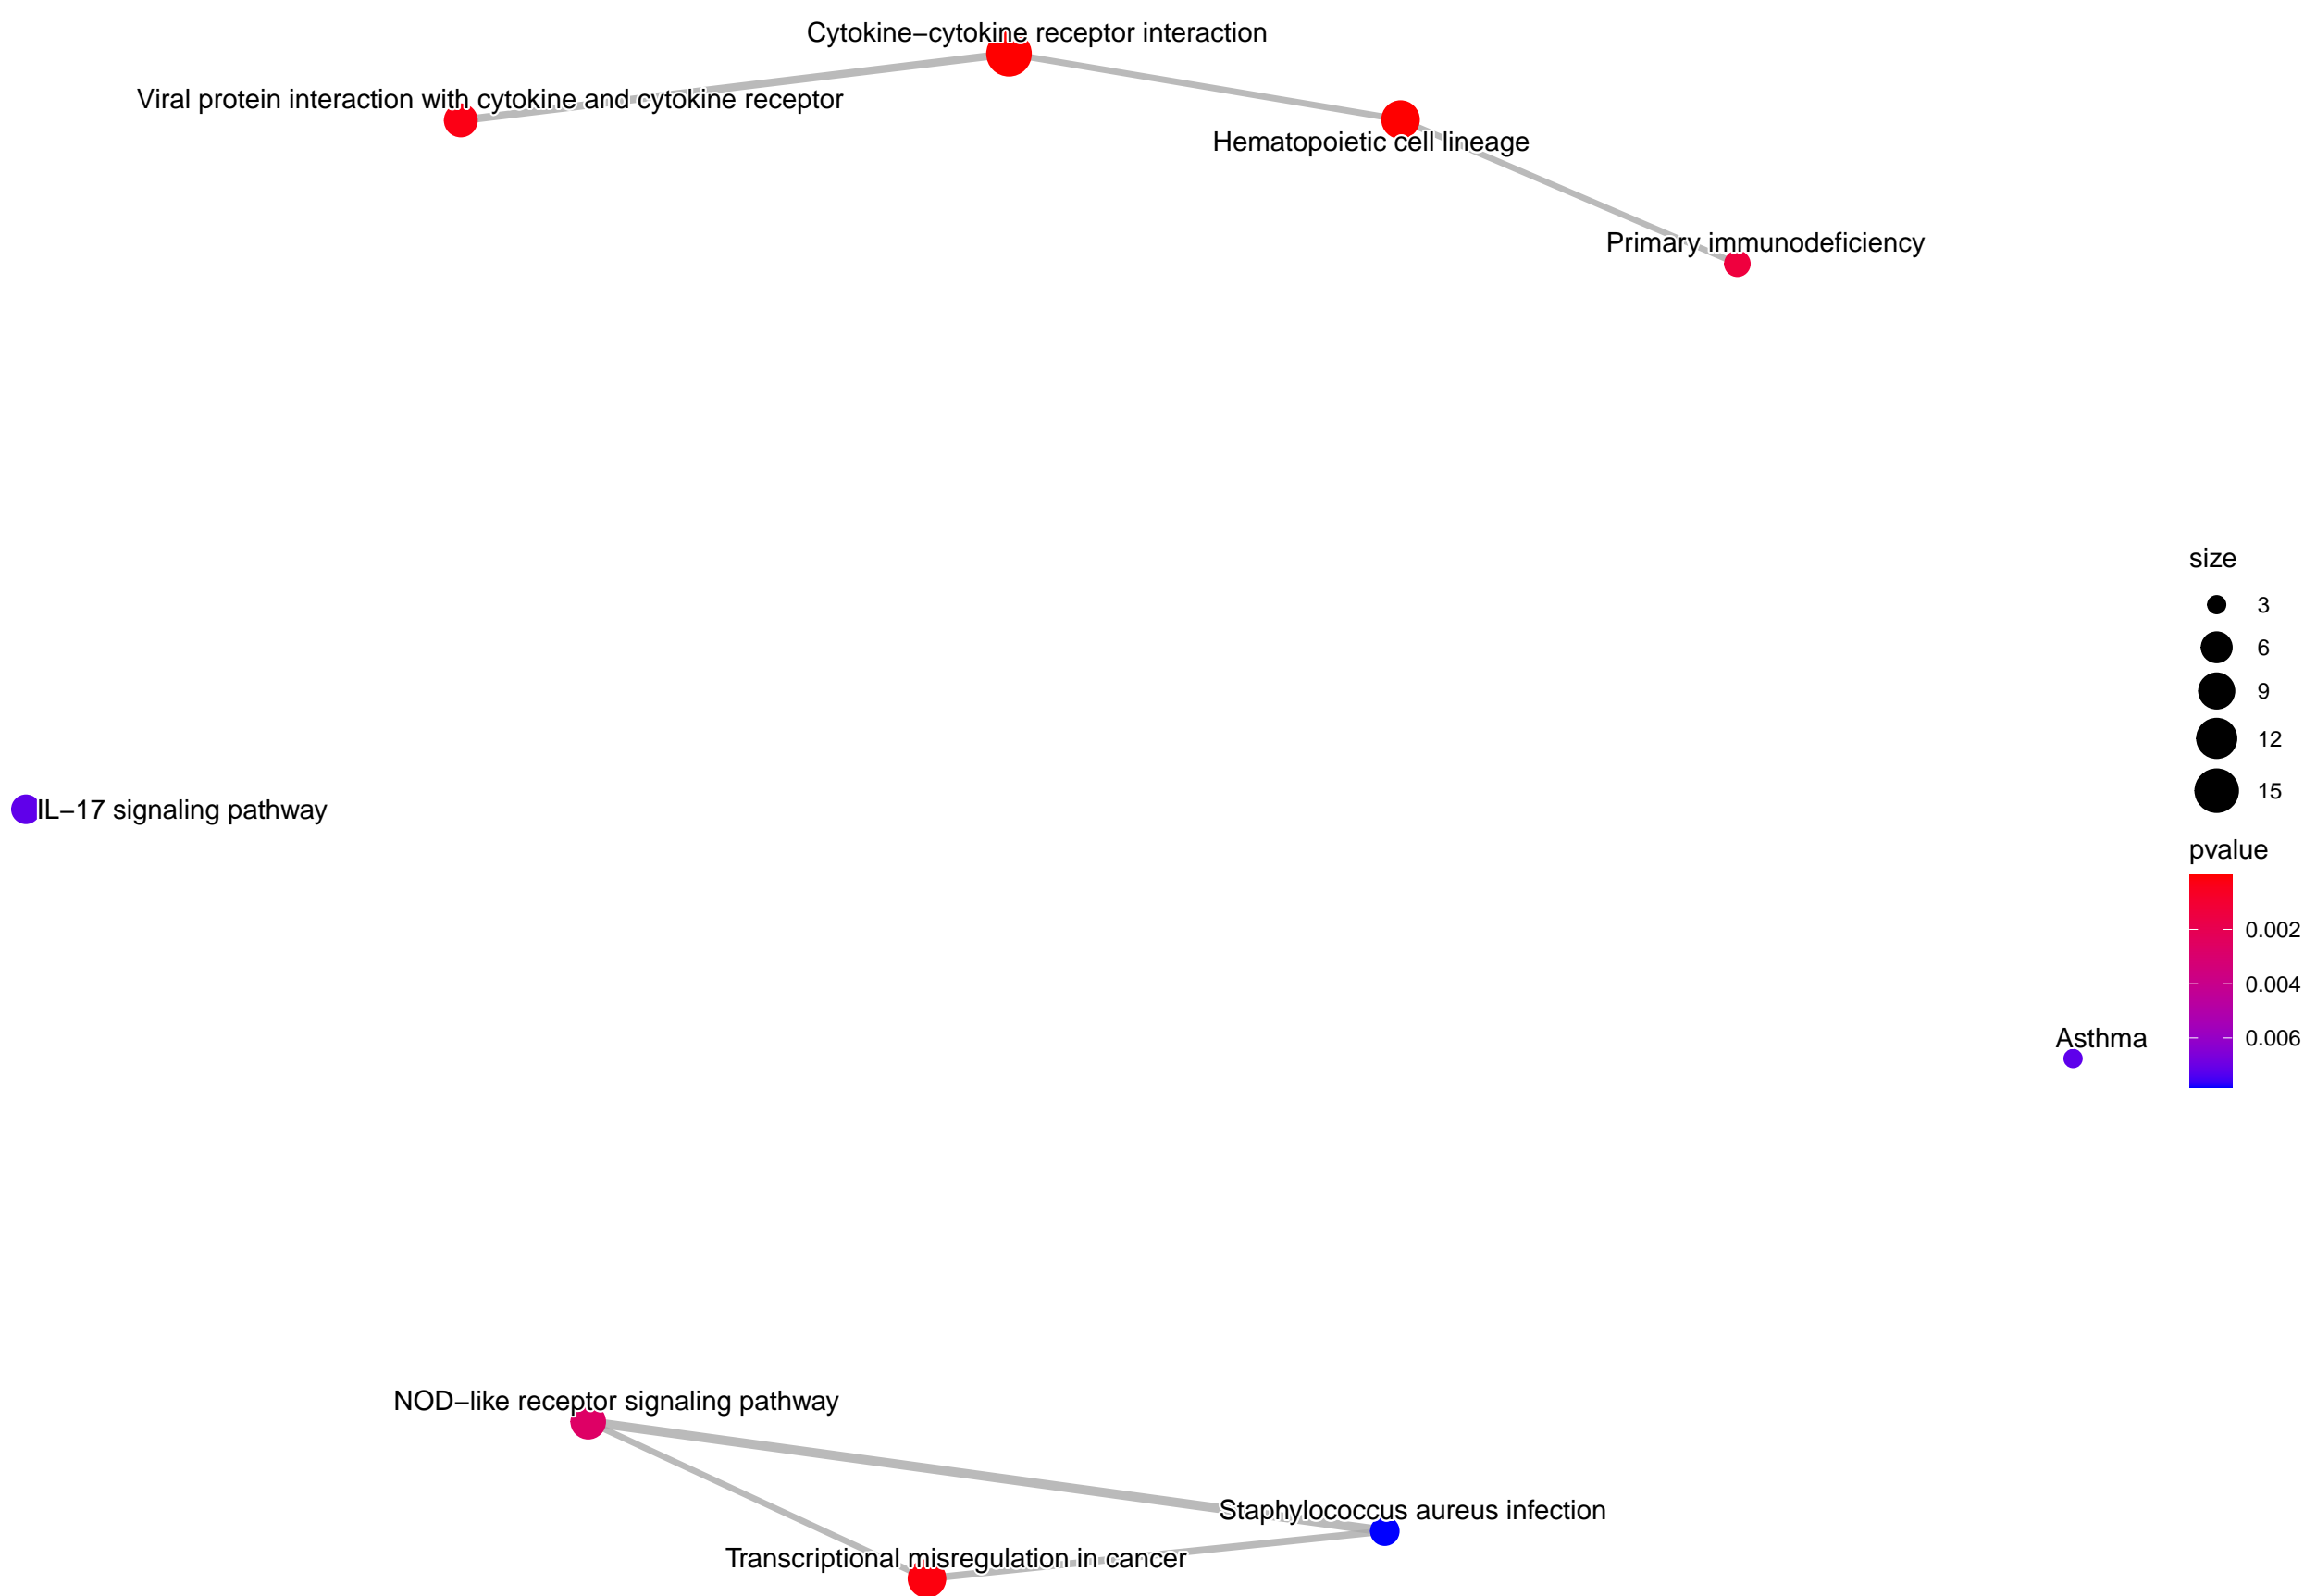 Cytokine−cytokine receptor interaction
Viral protein interaction with cytokine and cytokine receptor
Hematopoietic cell lineage
Primary immunodeficiency
size
3
6
9
12
15
IL−17 signaling pathway
pvalue
0.002
0.004
0.006
Asthma
NOD−like receptor signaling pathway
Staphylococcus aureus infection
Transcriptional misregulation in cancer